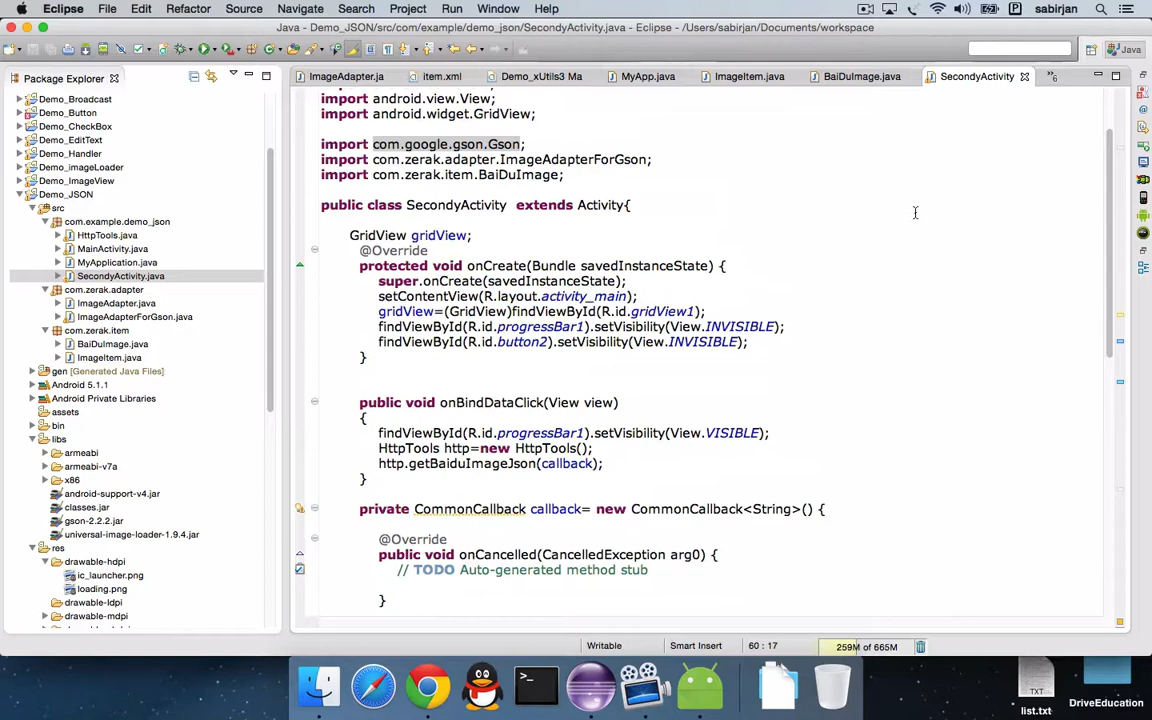 Eclipse File Edit Refactor Source Navigate Search Project Run Window Help sabirjan
Java - Demo_JSON/src/com/example/demo_json/SecondyActivity.java - Eclipse - /Users/sabirjan/Documents/workspace
Java
Package Explorer
ImageAdapter.ja item.xml Demo_xUtils3 Ma MyApp.java ImageItem.java BaiDuImage.java SecondyActivity »6
Demo_Broadcast
Demo_Button
Demo_CheckBox
Demo_EditText
Demo_Handler
Demo_imageLoader
Demo_ImageView
Demo_JSON
src
com.example.demo_json
HttpTools.java
MainActivity.java
MyApplication.java
SecondyActivity.java
com.zerak.adapter
ImageAdapter.java
ImageAdapterForGson.java
com.zerak.item
BaiDuImage.java
ImageItem.java
gen [Generated Java Files]
Android 5.1.1
Android Private Libraries
assets
bin
libs
armeabi
armeabi-v7a
x86
android-support-v4.jar
classes.jar
gson-2.2.2.jar
universal-image-loader-1.9.4.jar
res
drawable-hdpi
ic_launcher.png
loading.png
drawable-ldpi
drawable-mdpi
import android.view.View;
import android.widget.GridView;
import com.google.gson.Gson;
import com.zerak.adapter.ImageAdapterForGson;
import com.zerak.item.BaiDuImage;
public class SecondyActivity extends Activity{
GridView gridView;
@Override
protected void onCreate(Bundle savedInstanceState) {
super.onCreate(savedInstanceState);
setContentView(R.layout.activity_main);
gridView=(GridView)findViewById(R.id.gridView1);
findViewById(R.id.progressBar1).setVisibility(View.INVISIBLE);
findViewById(R.id.button2).setVisibility(View.INVISIBLE);
}
public void onBindDataClick(View view)
{
findViewById(R.id.progressBar1).setVisibility(View.VISIBLE);
HttpTools http=new HttpTools();
http.getBaiduImageJson(callback);
}
private CommonCallback callback= new CommonCallback<String>() {
@Override
public void onCancelled(CancelledException arg0) {
// TODO Auto-generated method stub
}
Writable Smart Insert 60 : 17 259M of 665M
TXT
list.txt
DriveEducation